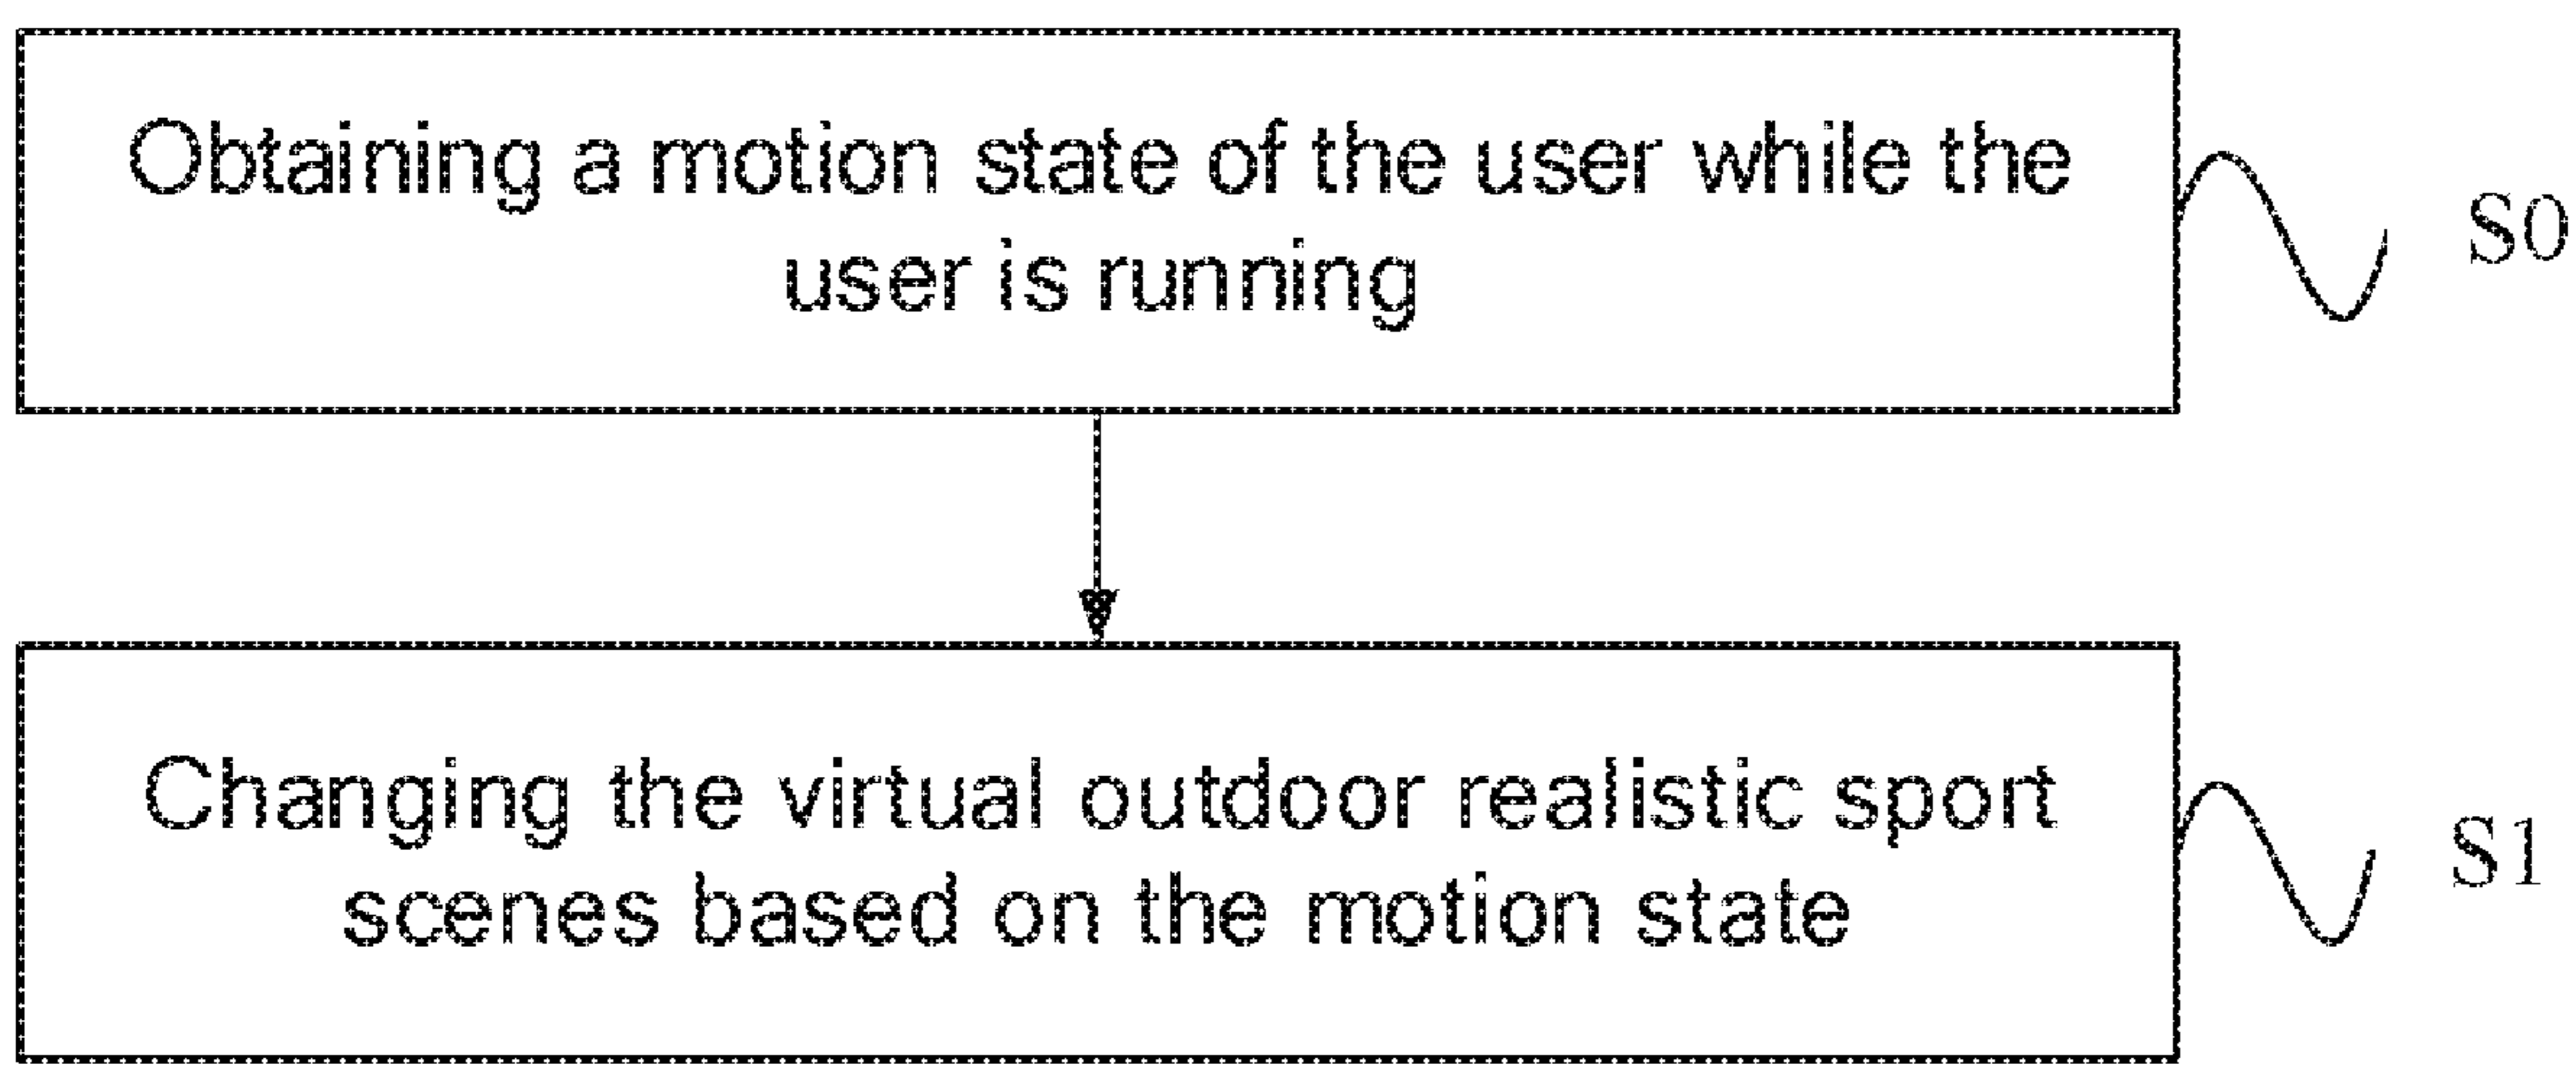 Obtaining a motion state of the user while the
user is running
S0
Changing the virtual outdoor realistic sport
scenes based on the motion state
S1